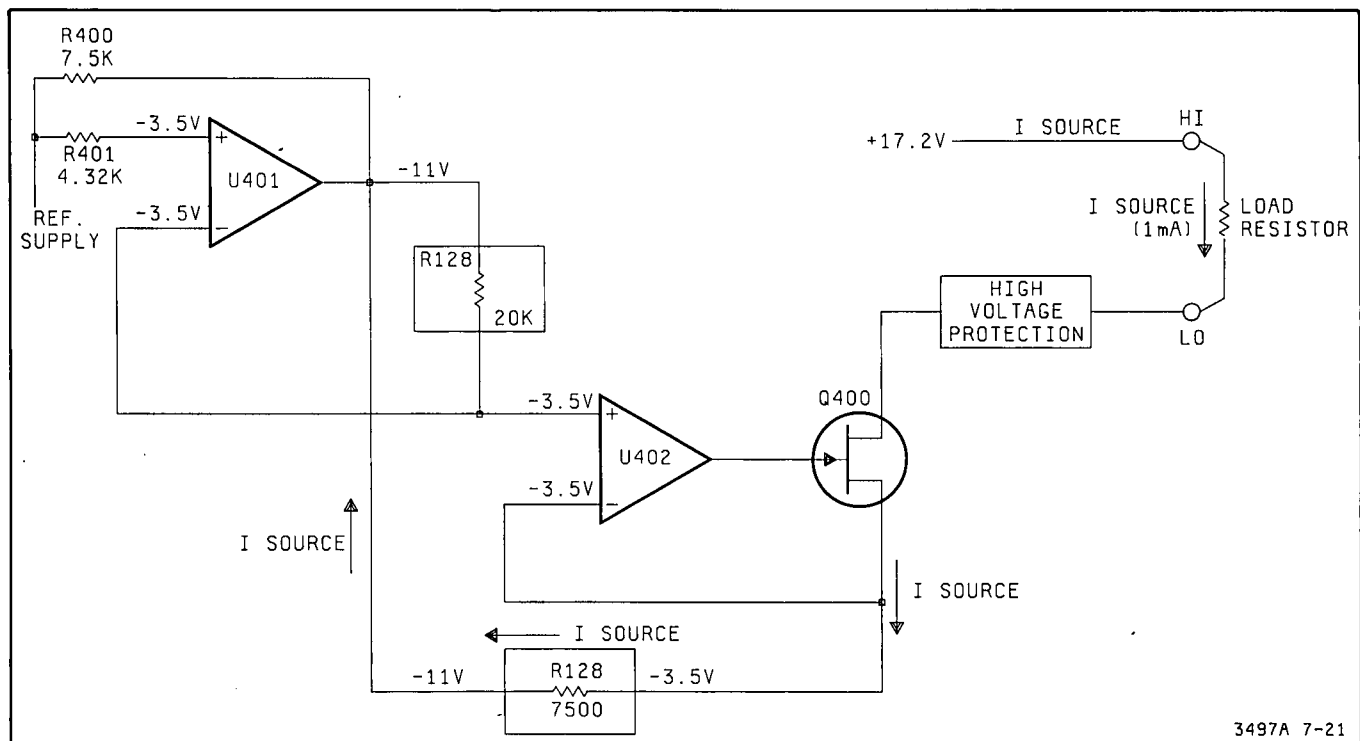 R400
7.5K
-3.5V
R401
4.32K
-3.5V
REF.
SUPPLY
+
-
U401
-11V
R128
20K
+17.2V
I SOURCE
HI
I SOURCE
(1mA)
LOAD
RESISTOR
HIGH
VOLTAGE
PROTECTION
LO
-3.5V
+
U402
-3.5V
-
Q400
I SOURCE
I SOURCE
I SOURCE
-11V
R128
7500
-3.5V
3497A 7-21